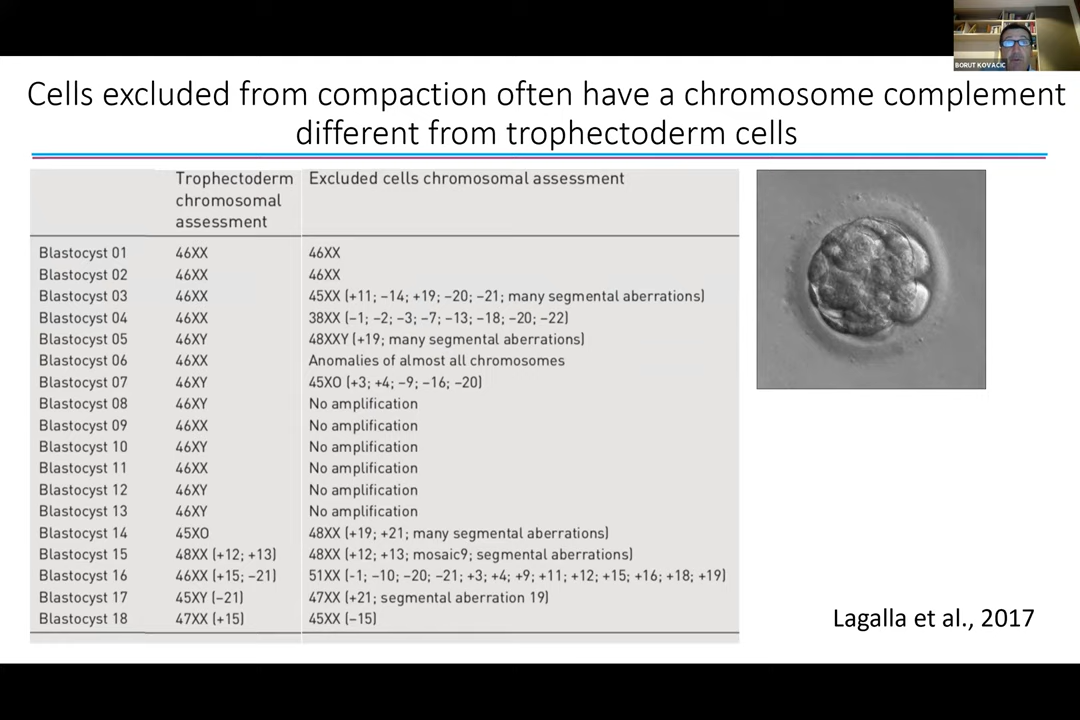 BORUT KOVAČIČ
Cells excluded from compaction often have a chromosome complement
different from trophectoderm cells
Trophectoderm chromosomal assessment | Excluded cells chromosomal assessment
Blastocyst 01 46XX 46XX
Blastocyst 02 46XX 46XX
Blastocyst 03 46XX 45XX (+11; −14; +19; −20; −21; many segmental aberrations)
Blastocyst 04 46XX 38XX (−1; −2; −3; −7; −13; −18; −20; −22)
Blastocyst 05 46XY 48XXY (+19; many segmental aberrations)
Blastocyst 06 46XX Anomalies of almost all chromosomes
Blastocyst 07 46XY 45XO (+3; +4; −9; −16; −20)
Blastocyst 08 46XY No amplification
Blastocyst 09 46XX No amplification
Blastocyst 10 46XY No amplification
Blastocyst 11 46XX No amplification
Blastocyst 12 46XY No amplification
Blastocyst 13 46XY No amplification
Blastocyst 14 45XO 48XX (+19; +21; many segmental aberrations)
Blastocyst 15 48XX (+12; +13) 48XX (+12; +13; mosaic9; segmental aberrations)
Blastocyst 16 46XX (+15; −21) 51XX (-1; −10; −20; −21; +3; +4; +9; +11; +12; +15; +16; +18; +19)
Blastocyst 17 45XY (−21) 47XX (+21; segmental aberration 19)
Blastocyst 18 47XX (+15) 45XX (−15)
Lagalla et al., 2017